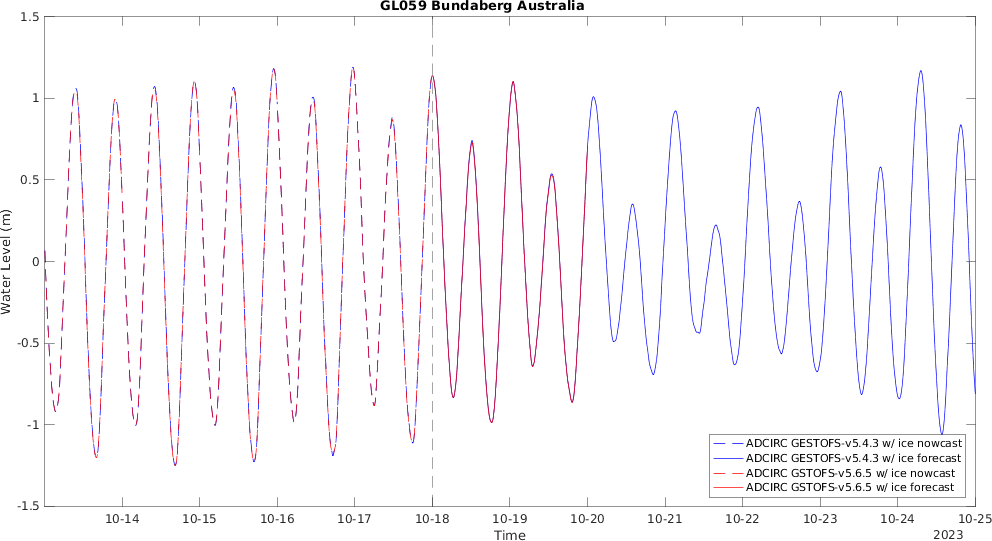 GL059 Bundaberg Australia
1.5
1
0.5
0
-0.5
-1
-1.5
Water Level (m)
10-14 10-15 10-16 10-17 10-18 10-19 10-20 10-21 10-22 10-23 10-24 10-25
Time
2023
ADCIRC GESTOFS-v5.4.3 w/ ice nowcast
ADCIRC GESTOFS-v5.4.3 w/ ice forecast
ADCIRC GSTOFS-v5.6.5 w/ ice nowcast
ADCIRC GSTOFS-v5.6.5 w/ ice forecast